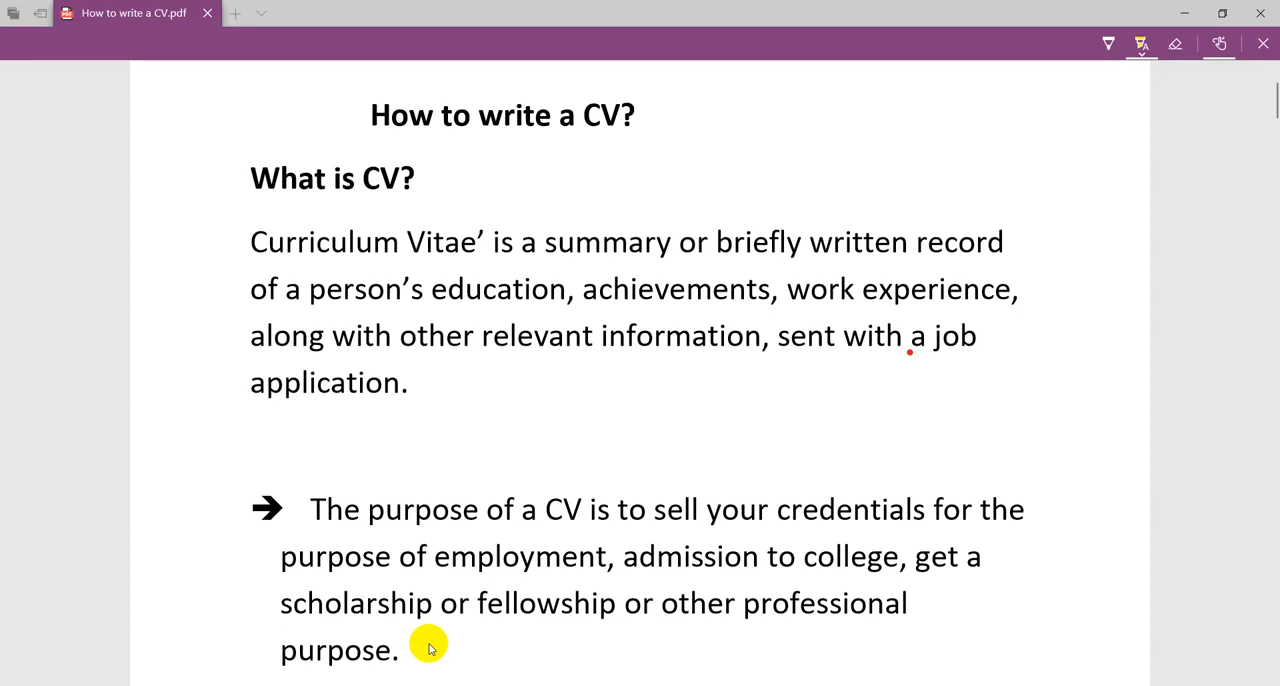 How to write a CV.pdf
How to write a CV?
What is CV?
Curriculum Vitae’ is a summary or briefly written record
of a person’s education, achievements, work experience,
along with other relevant information, sent with a job
application.
➔ The purpose of a CV is to sell your credentials for the
purpose of employment, admission to college, get a
scholarship or fellowship or other professional
purpose.